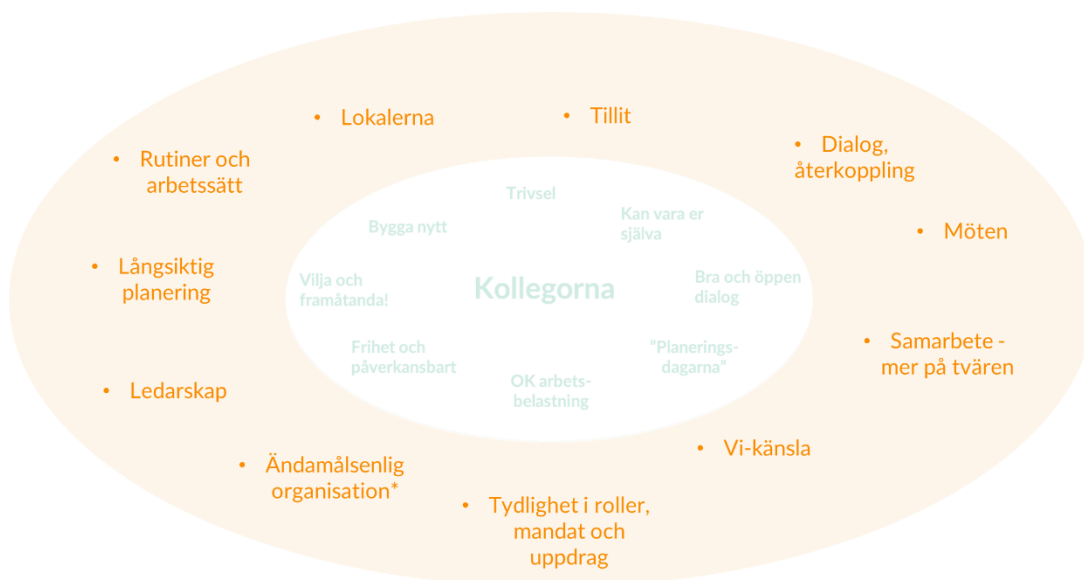 • Lokalerna
• Tillit
• Dialog,
återkoppling
• Rutiner och
arbetssätt
• Möten
• Långsiktig
planering
• Samarbete -
mer på tvären
• Ledarskap
• Vi-känsla
• Ändamålsenlig
organisation*
• Tydlighet i roller,
mandat och
uppdrag
Trivsel
Bygga nytt
Kan vara er
själva
Vilja och
framåtanda!
Kollegorna
Bra och öppen
dialog
Frihet och
påverkansbart
"Planerings-
dagarna"
OK arbets-
belastning